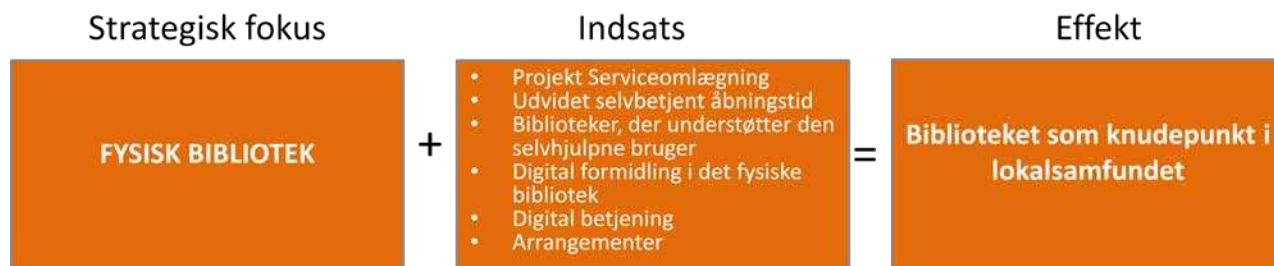 Strategisk fokus
Indsats
Effekt
FYSISK BIBLIOTEK
+
• Projekt Serviceomlægning
• Udvidet selvbetjent åbningstid
• Biblioteker, der understøtter den
selvhjulpne bruger
• Digital formidling i det fysiske
bibliotek
• Digital betjening
• Arrangementer
=
Biblioteket som knudepunkt i
lokalsamfundet